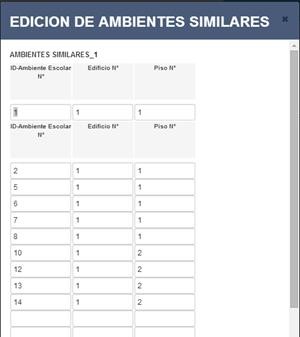 EDICION DE AMBIENTES SIMILARES ×
AMBIENTES SIMILARES_1
ID-Ambiente Escolar N° Edificio N° Piso N°
1 1 1
ID-Ambiente Escolar N° Edificio N° Piso N°
2 1 1
5 1 1
6 1 1
7 1 1
8 1 1
10 1 2
12 1 2
13 1 2
14 1 2